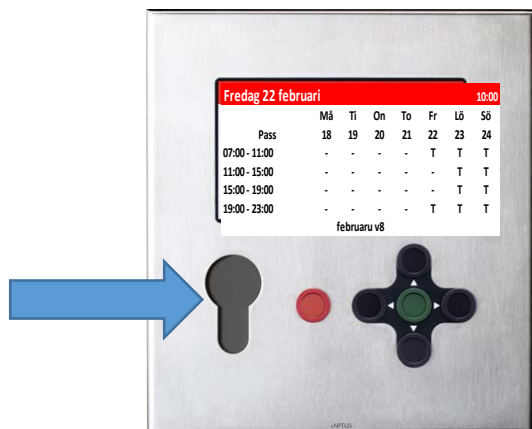 Fredag 22 februari 10:00
Må Ti On To Fr Lö Sö
Pass 18 19 20 21 22 23 24
07:00 - 11:00 - - - - T T T
11:00 - 15:00 - - - - - T T
15:00 - 19:00 - - - - - T T
19:00 - 23:00 - - - - T T T
februaru v8
APTUS